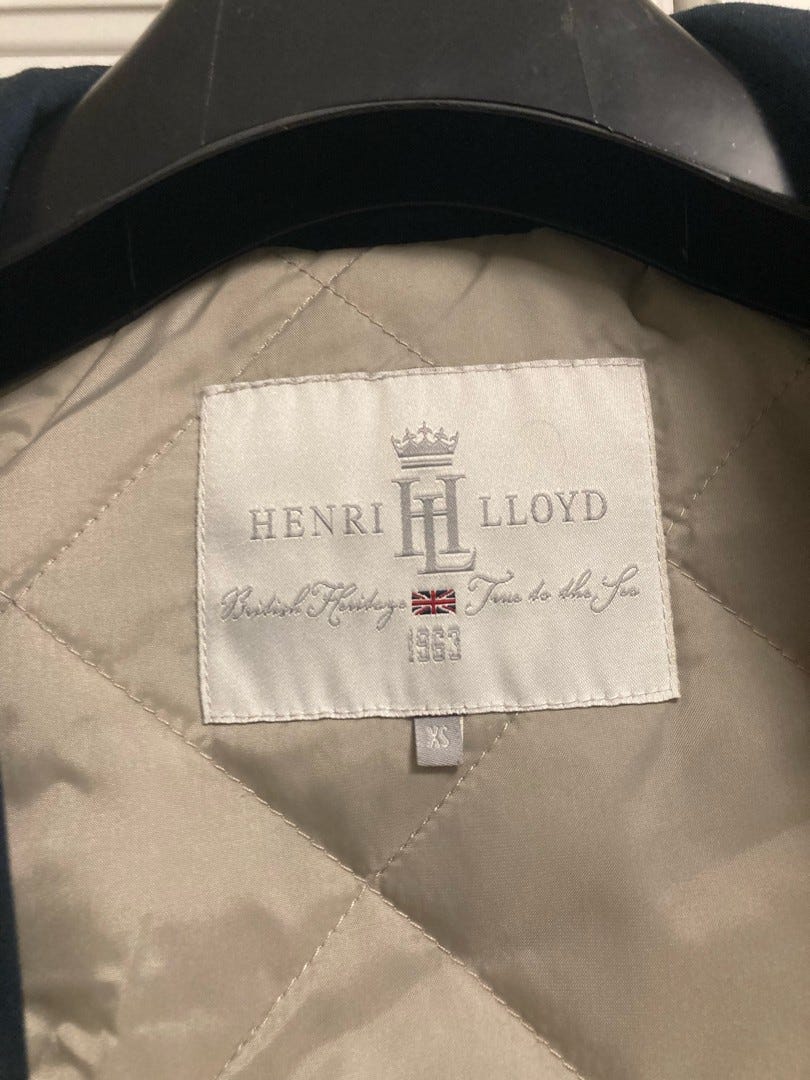 HENRI HL LLOYD
British Heritage True to the Sea
1963
XS